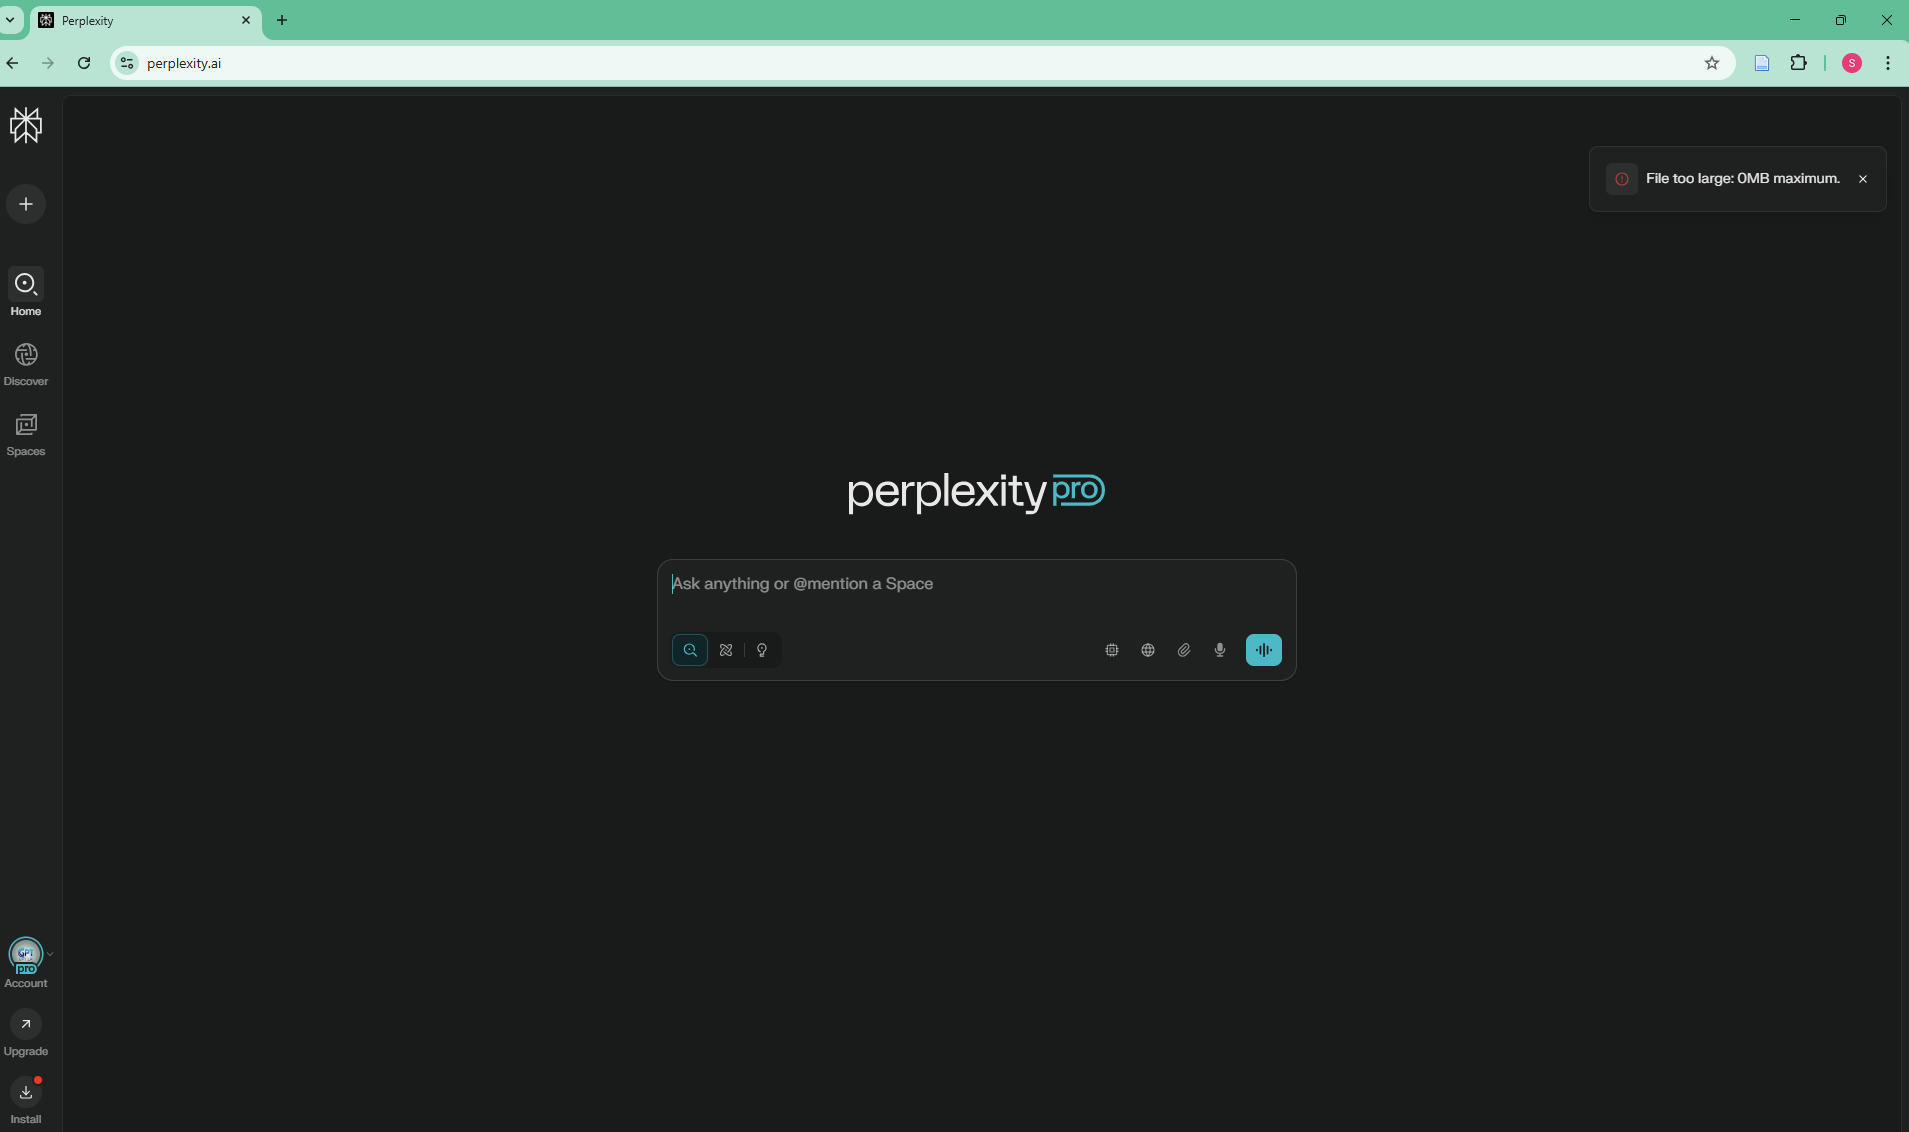 Perplexity
perplexity.ai
S
File too large: 0MB maximum.
Home
Discover
Spaces
perplexity pro
Ask anything or @mention a Space
GPT
pro
Account
Upgrade
Install